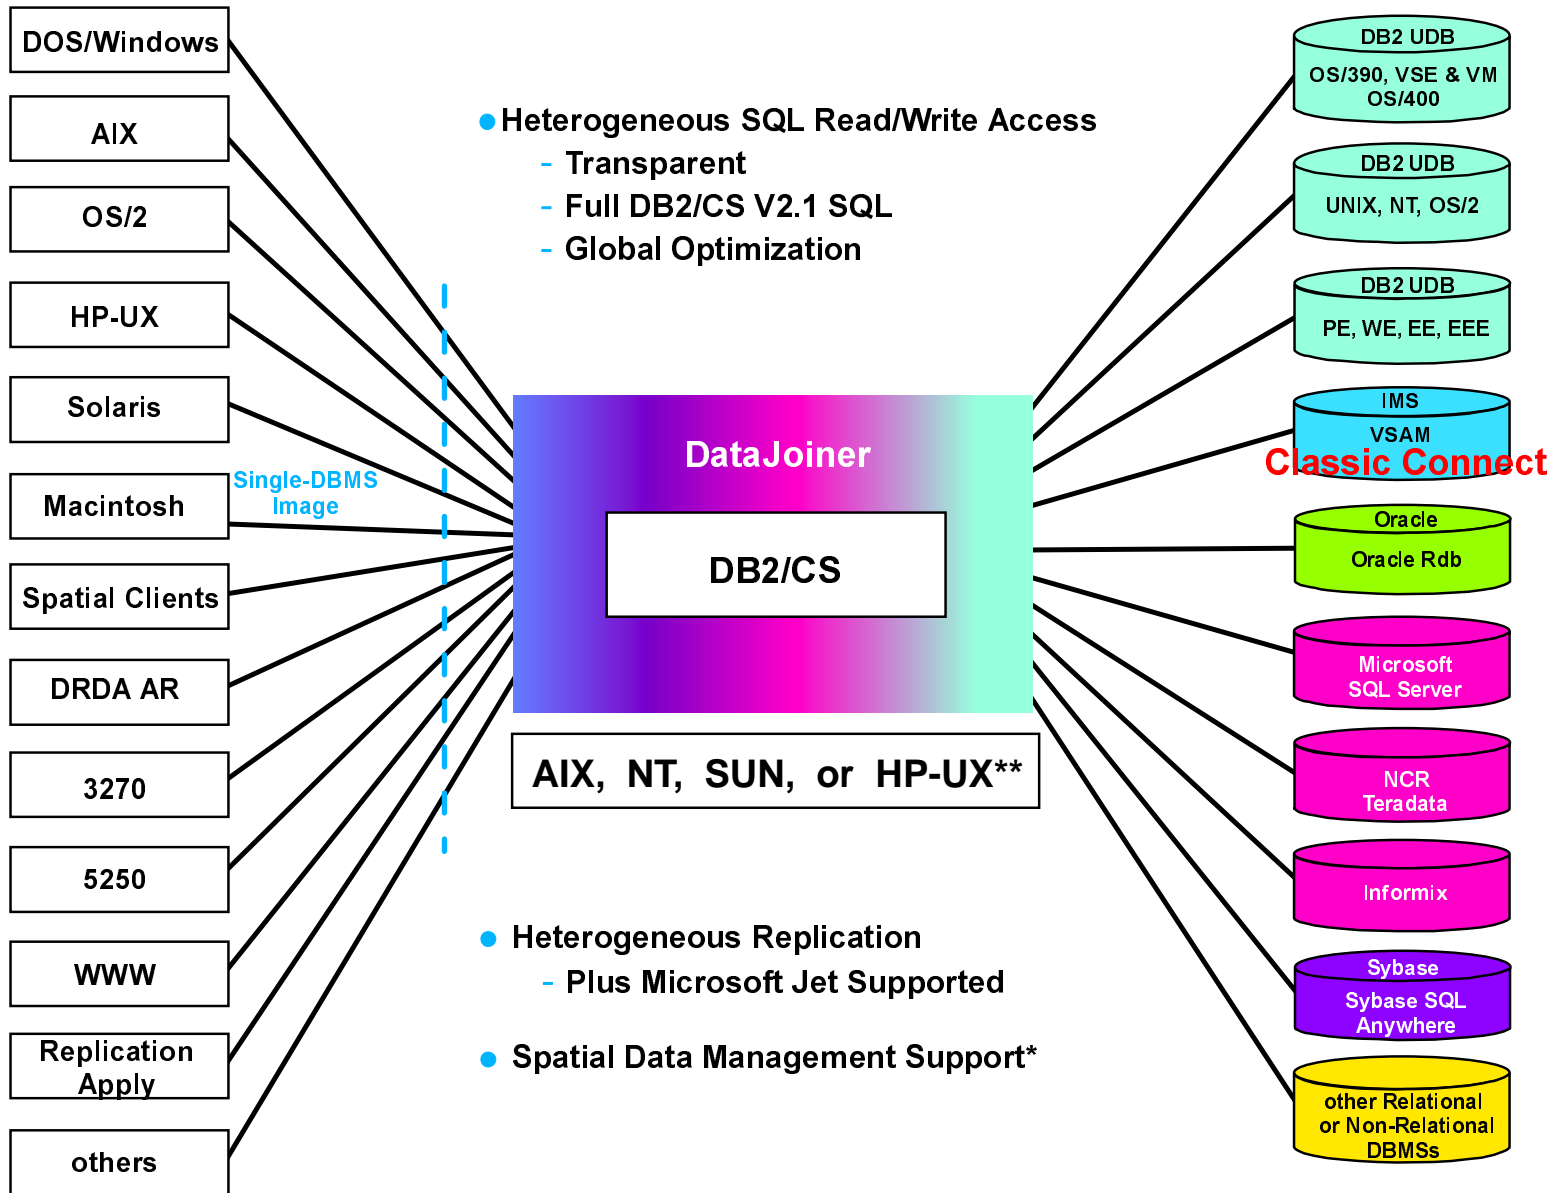 DOS/Windows
AIX
OS/2
HP-UX
Solaris
Macintosh
Spatial Clients
DRDA AR
3270
5250
WWW
Replication
Apply
others
Single-DBMS
Image
Heterogeneous SQL Read/Write Access
- Transparent
- Full DB2/CS V2.1 SQL
- Global Optimization
DataJoiner
DB2/CS
AIX, NT, SUN, or HP-UX**
Heterogeneous Replication
- Plus Microsoft Jet Supported
Spatial Data Management Support*
DB2 UDB
OS/390, VSE & VM
OS/400
DB2 UDB
UNIX, NT, OS/2
DB2 UDB
PE, WE, EE, EEE
IMS
VSAM
Classic Connect
Oracle
Oracle Rdb
Microsoft
SQL Server
NCR
Teradata
Informix
Sybase
Sybase SQL
Anywhere
other Relational
or Non-Relational
DBMSs